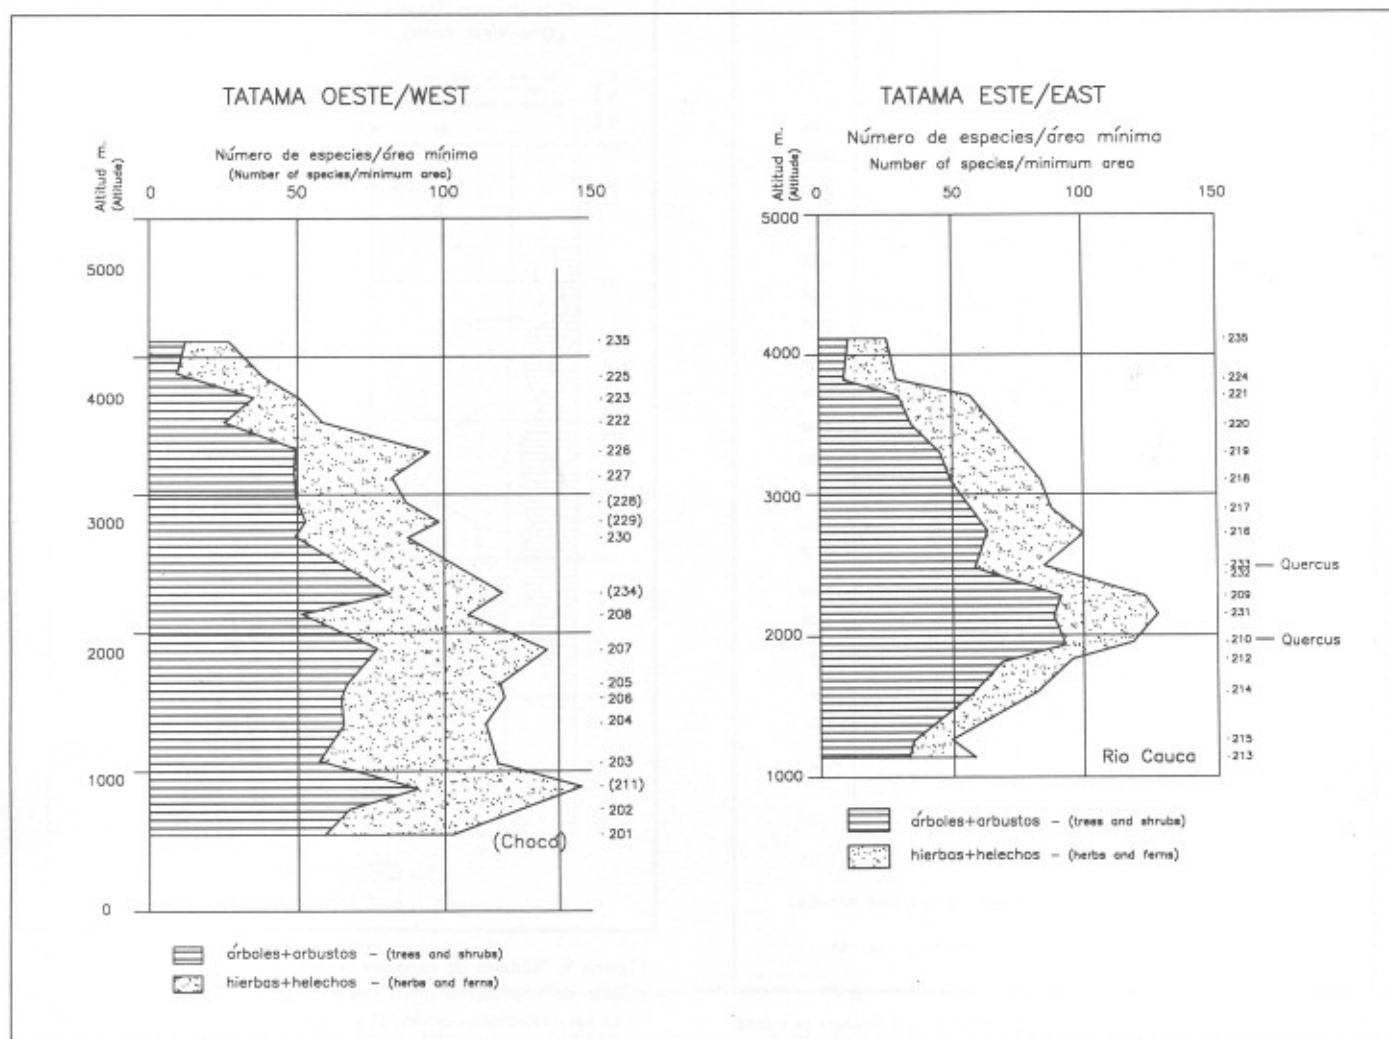 TATAMA OESTE/WEST
Altitud m.
(Altitude)
Número de especies/área mínima
(Number of species/minimum area)
0 50 100 150
5000
4000
3000
2000
1000
0
235
225
223
222
226
227
(228)
(229)
230
(234)
208
207
205
206
204
203
(211)
202
201
(Chocó)
árboles+arbustos – (trees and shrubs)
hierbas+helechos – (herbs and ferns)
TATAMA ESTE/EAST
Altitud m.
(Altitude)
Número de especies/área mínima
Number of species/minimum area)
0 50 100 150
5000
4000
3000
2000
1000
235
224
221
220
219
218
217
216
233 Quercus
232
209
231
210 Quercus
212
214
215
213
Rio Cauca
árboles+arbustos – (trees and shrubs)
hierbas+helechos – (herbs and ferns)